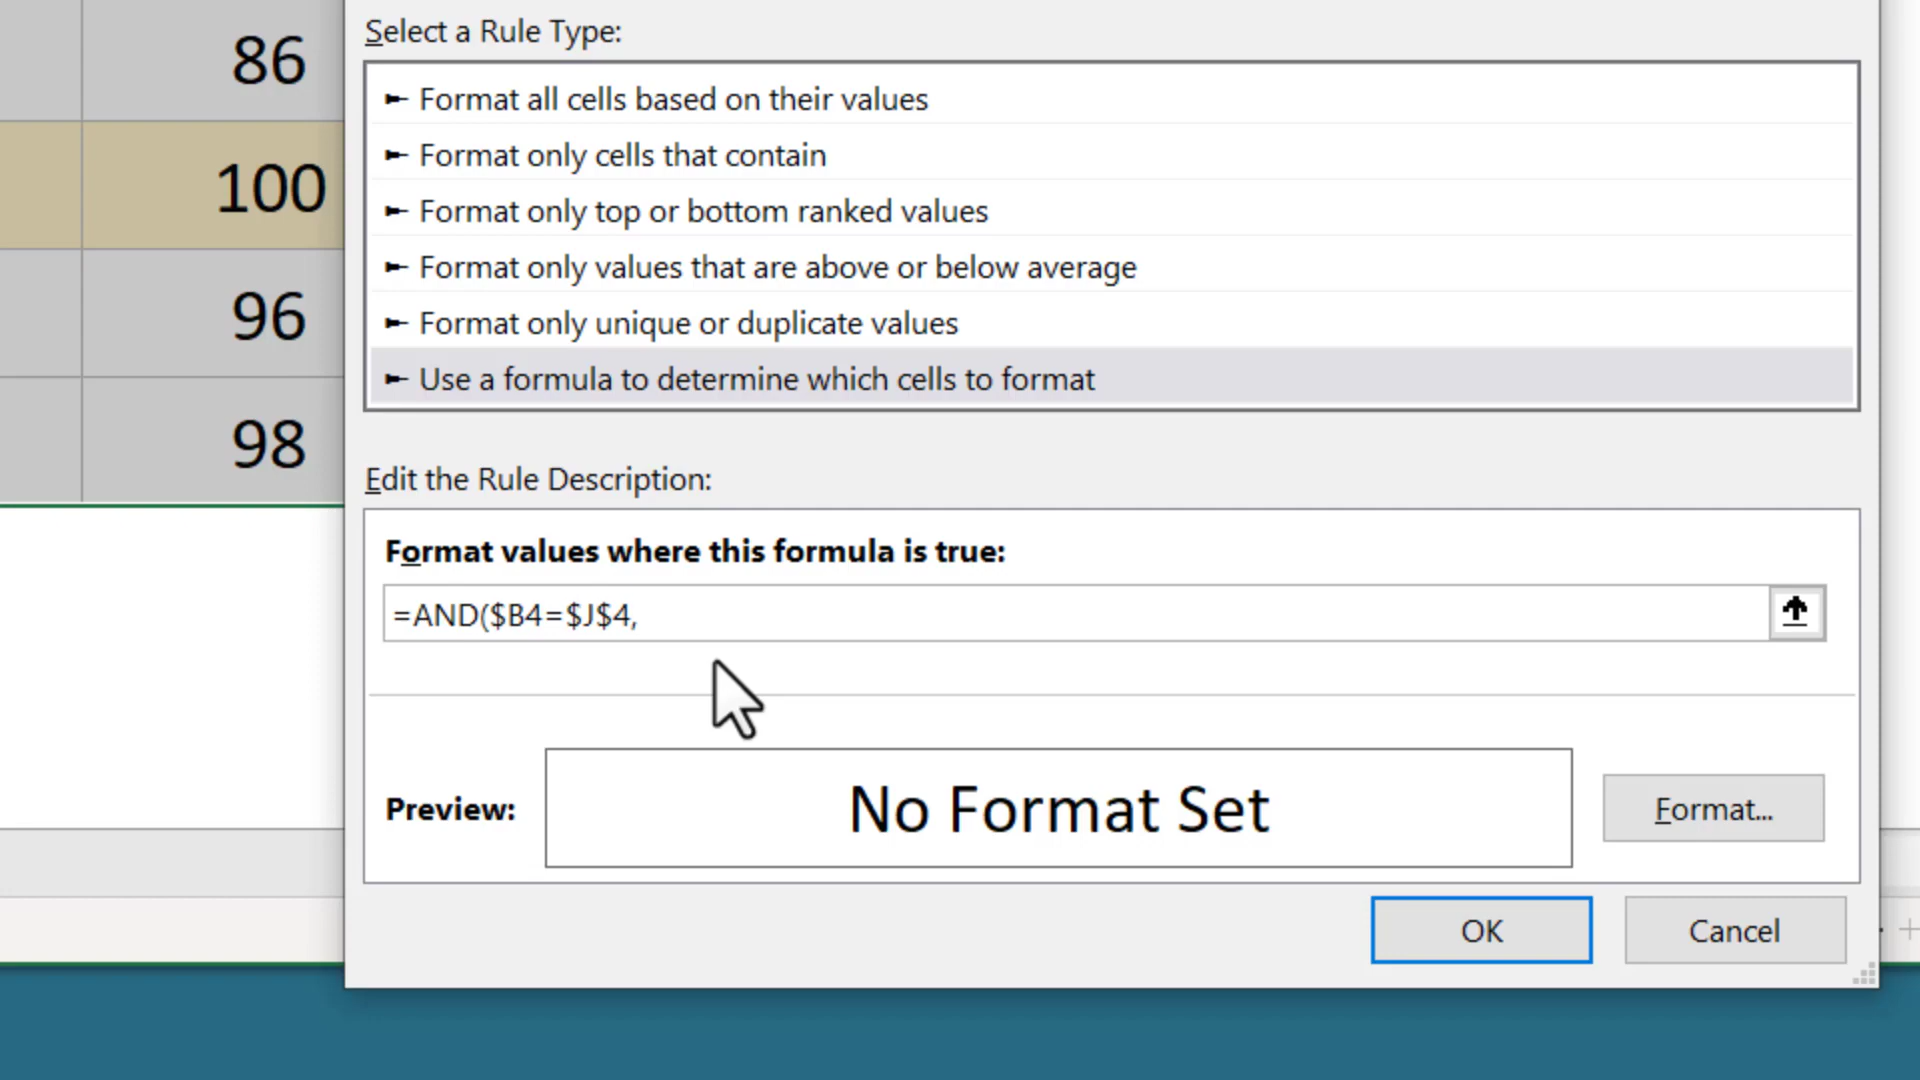 86
100
96
98
Select a Rule Type:
► Format all cells based on their values
► Format only cells that contain
► Format only top or bottom ranked values
► Format only values that are above or below average
► Format only unique or duplicate values
► Use a formula to determine which cells to format
Edit the Rule Description:
Format values where this formula is true:
=AND($B4=$J$4,
Preview:
No Format Set
Format...
OK
Cancel